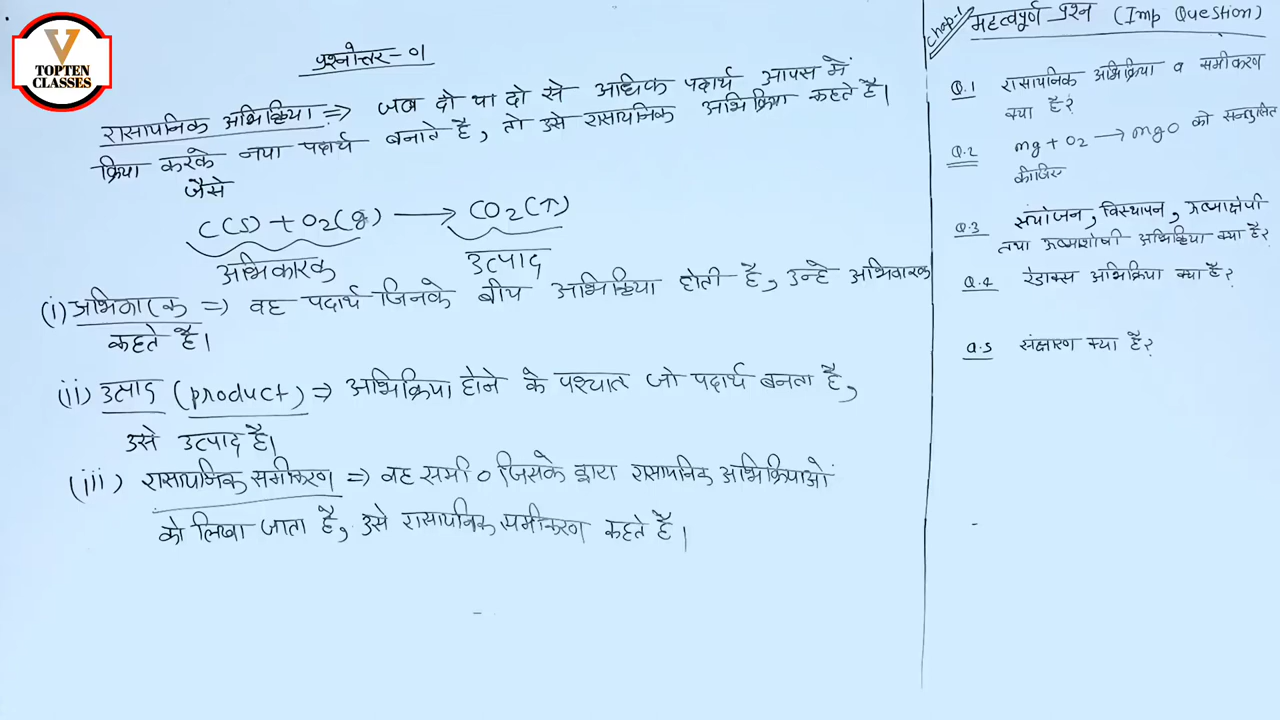 V
TOPTEN
CLASSES
प्रश्नोत्तर-01
रासायनिक अभिक्रिया ⇒ जब दो या दो से अधिक पदार्थ आपस में
क्रिया करके नया पदार्थ बनाते है, तो उसे रासायनिक अभिक्रिया कहते है।
जैसे
C(s) + O2(g) ⟶ CO2(↑)
अभिकारक उत्पाद
(i) अभिकारक ⇒ वह पदार्थ जिनके बीच अभिक्रिया होती है, उन्हे अभिकारक
कहते है।
(ii) उत्पाद (product) ⇒ अभिक्रिया होने के पश्चात जो पदार्थ बनता है,
उसे उत्पाद है।
(iii) रासायनिक समीकरण ⇒ वह समी० जिसके द्वारा रासायनिक अभिक्रियाओं
को लिखा जाता है, उसे रासायनिक समीकरण कहते है।
Chap-1
महत्वपूर्ण प्रश्न (Imp Question)
Q.1 रासायनिक अभिक्रिया व समीकरण
क्या है?
Q.2 mg + O2 ⟶ mgO को सन्तुलित
कीजिए
Q.3 संयोजन, विस्थापन, ऊष्माक्षेपी
तथा ऊष्माशोषी अभिक्रिया क्या है?
Q.4 रेडाक्स अभिक्रिया क्या है?
Q.5 संक्षारण क्या है?